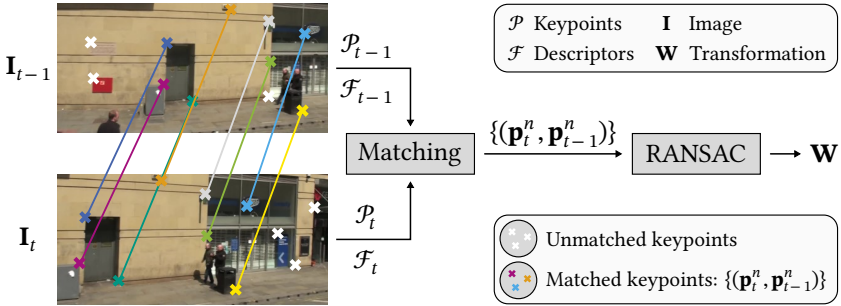 𝒫 Keypoints I Image
ℱ Descriptors W Transformation
I_{t−1}
𝒫_{t−1}
ℱ_{t−1}
Matching
{(p_t^n, p_{t−1}^n)}
RANSAC
W
I_t
𝒫_t
ℱ_t
Unmatched keypoints
Matched keypoints: {(p_t^n, p_{t−1}^n)}